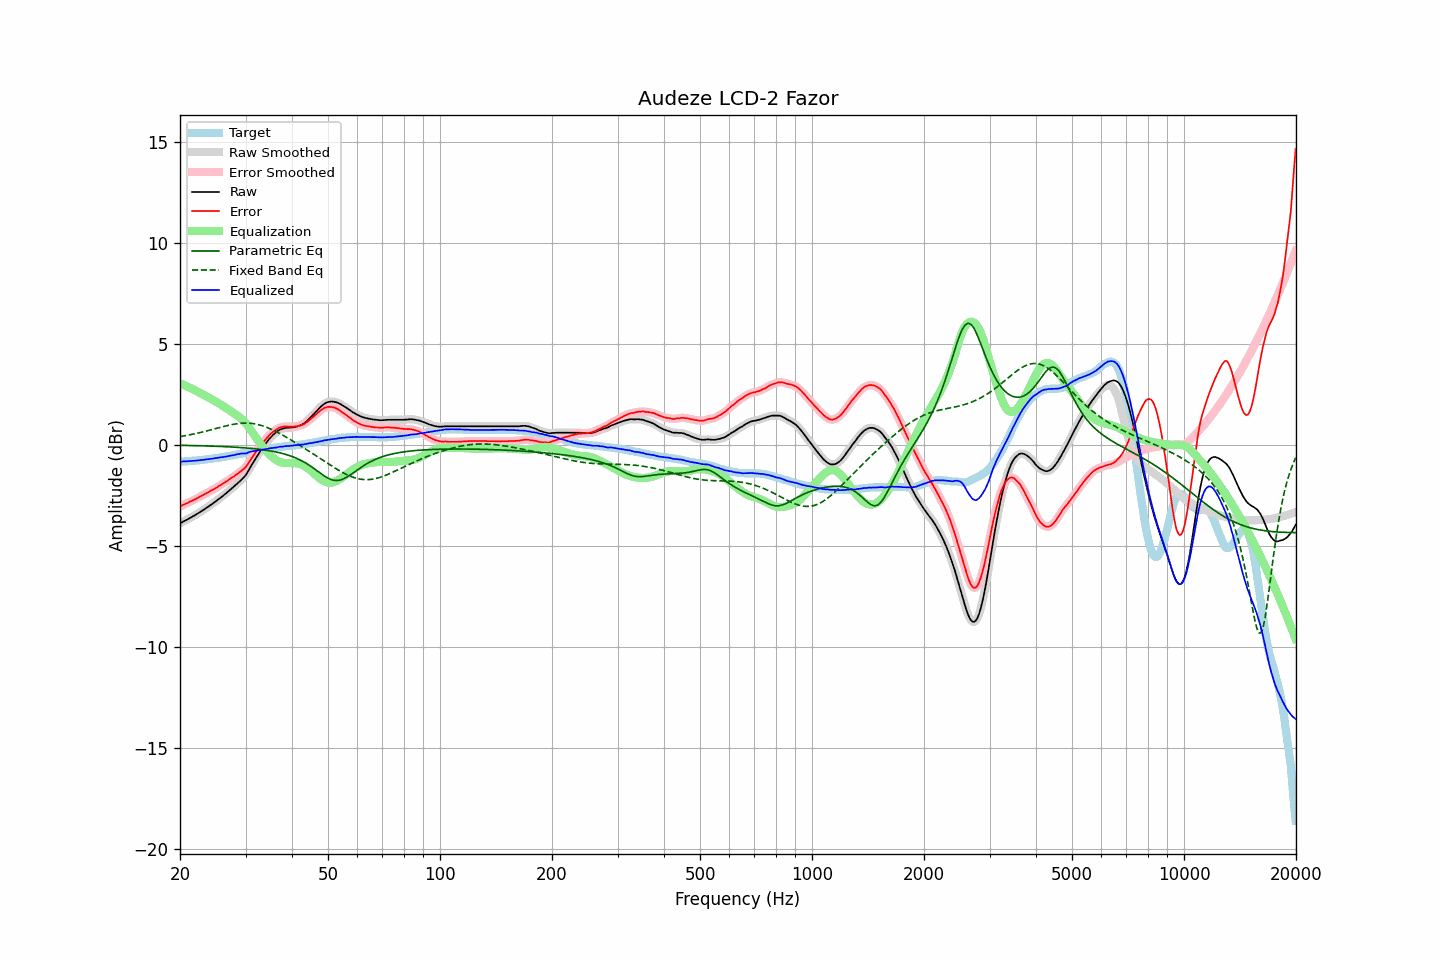 Audeze LCD-2 Fazor
Target
Raw Smoothed
Error Smoothed
Raw
Error
Equalization
Parametric Eq
Fixed Band Eq
Equalized
Amplitude (dBr)
15
10
5
0
−5
−10
−15
−20
20 50 100 200 500 1000 2000 5000 10000 20000
Frequency (Hz)